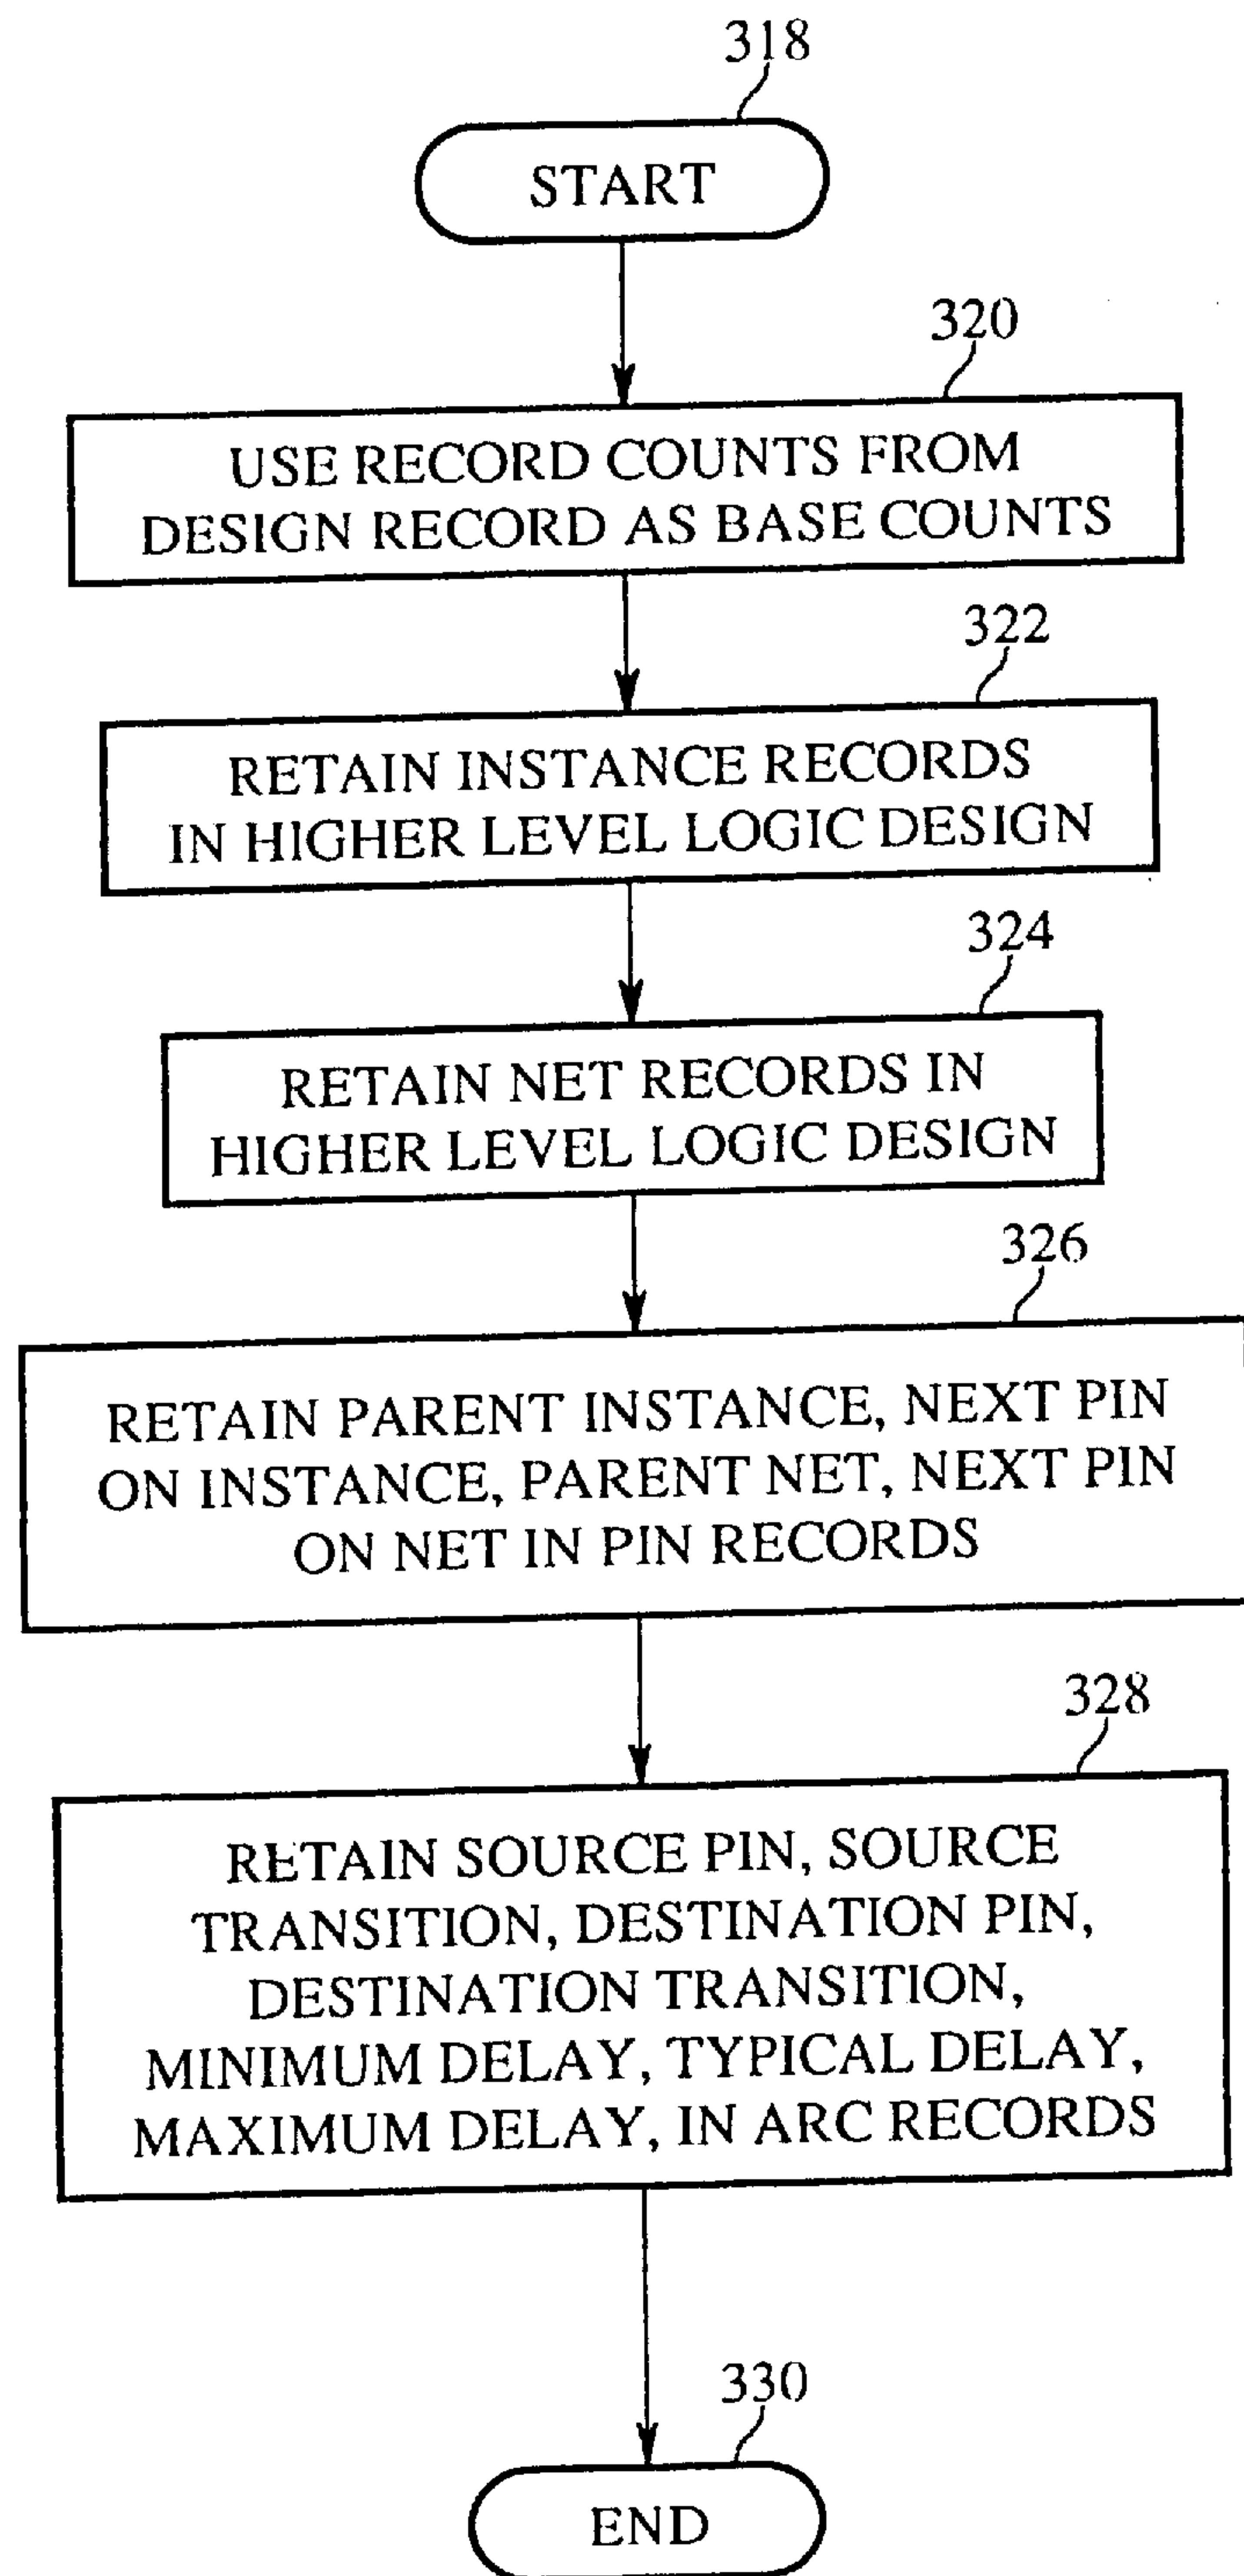 318
START
320
USE RECORD COUNTS FROM
DESIGN RECORD AS BASE COUNTS
322
RETAIN INSTANCE RECORDS
IN HIGHER LEVEL LOGIC DESIGN
324
RETAIN NET RECORDS IN
HIGHER LEVEL LOGIC DESIGN
326
RETAIN PARENT INSTANCE, NEXT PIN
ON INSTANCE, PARENT NET, NEXT PIN
ON NET IN PIN RECORDS
328
RETAIN SOURCE PIN, SOURCE
TRANSITION, DESTINATION PIN,
DESTINATION TRANSITION,
MINIMUM DELAY, TYPICAL DELAY,
MAXIMUM DELAY, IN ARC RECORDS
330
END